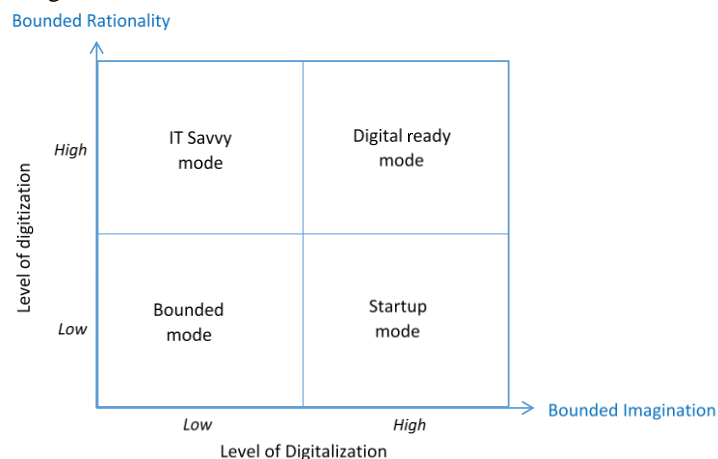 Bounded Rationality
IT Savvy
mode
Digital ready
mode
High
Level of digitization
Bounded
mode
Startup
mode
Low
Bounded Imagination
Low
High
Level of Digitalization